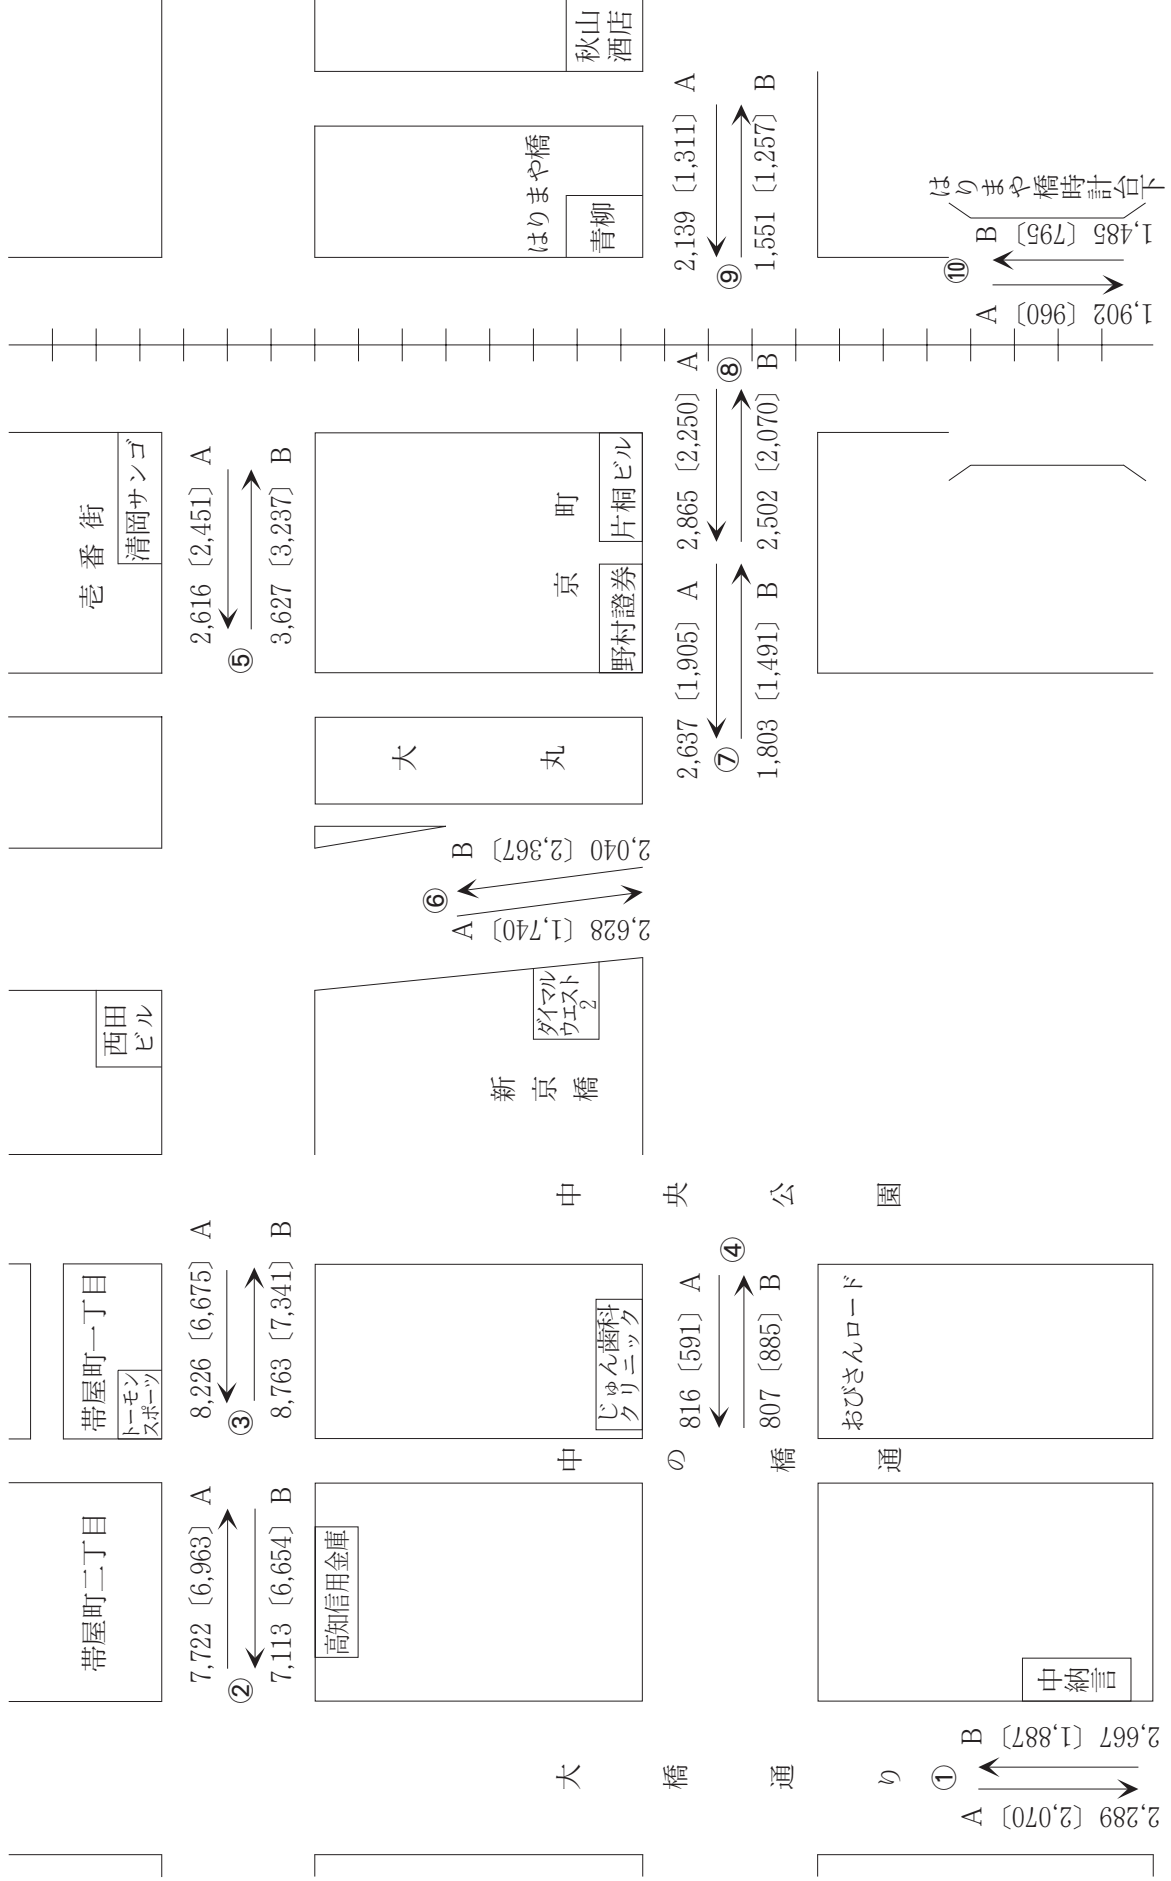 大橋通り
①
A 2,289 〔2,070〕
B 2,667 〔1,887〕
中納言
帯屋町二丁目
7,722 〔6,963〕 A
②
7,113 〔6,654〕 B
高知信用金庫
中の橋通
帯屋町一丁目
トーモン
スポーツ
8,226 〔6,675〕 A
③
8,763 〔7,341〕 B
じゅん歯科
クリニック
816 〔591〕 A
④
807 〔885〕 B
おびさんロード
中央公園
西田
ビル
新京橋
ダイマル
ウエスト
2
⑥
A 2,628 〔1,740〕
B 2,040 〔2,367〕
大丸
壱番街
清岡サンゴ
2,616 〔2,451〕 A
⑤
3,627 〔3,237〕 B
京町
野村證券
片桐ビル
2,637 〔1,905〕 A
⑦
1,803 〔1,491〕 B
2,865 〔2,250〕 A
⑧
2,502 〔2,070〕 B
はりまや橋
青柳
秋山
酒店
2,139 〔1,311〕 A
⑨
1,551 〔1,257〕 B
⑩
A 1,902 〔960〕
B 1,485 〔795〕
はりまや橋時計台下